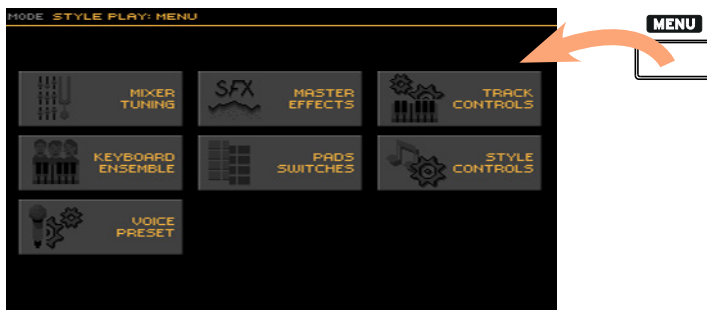 MODE STYLE PLAY: MENU
MENU
MIXER
TUNING
SFX
MASTER
EFFECTS
TRACK
CONTROLS
KEYBOARD
ENSEMBLE
PADS
SWITCHES
STYLE
CONTROLS
VOICE
PRESET